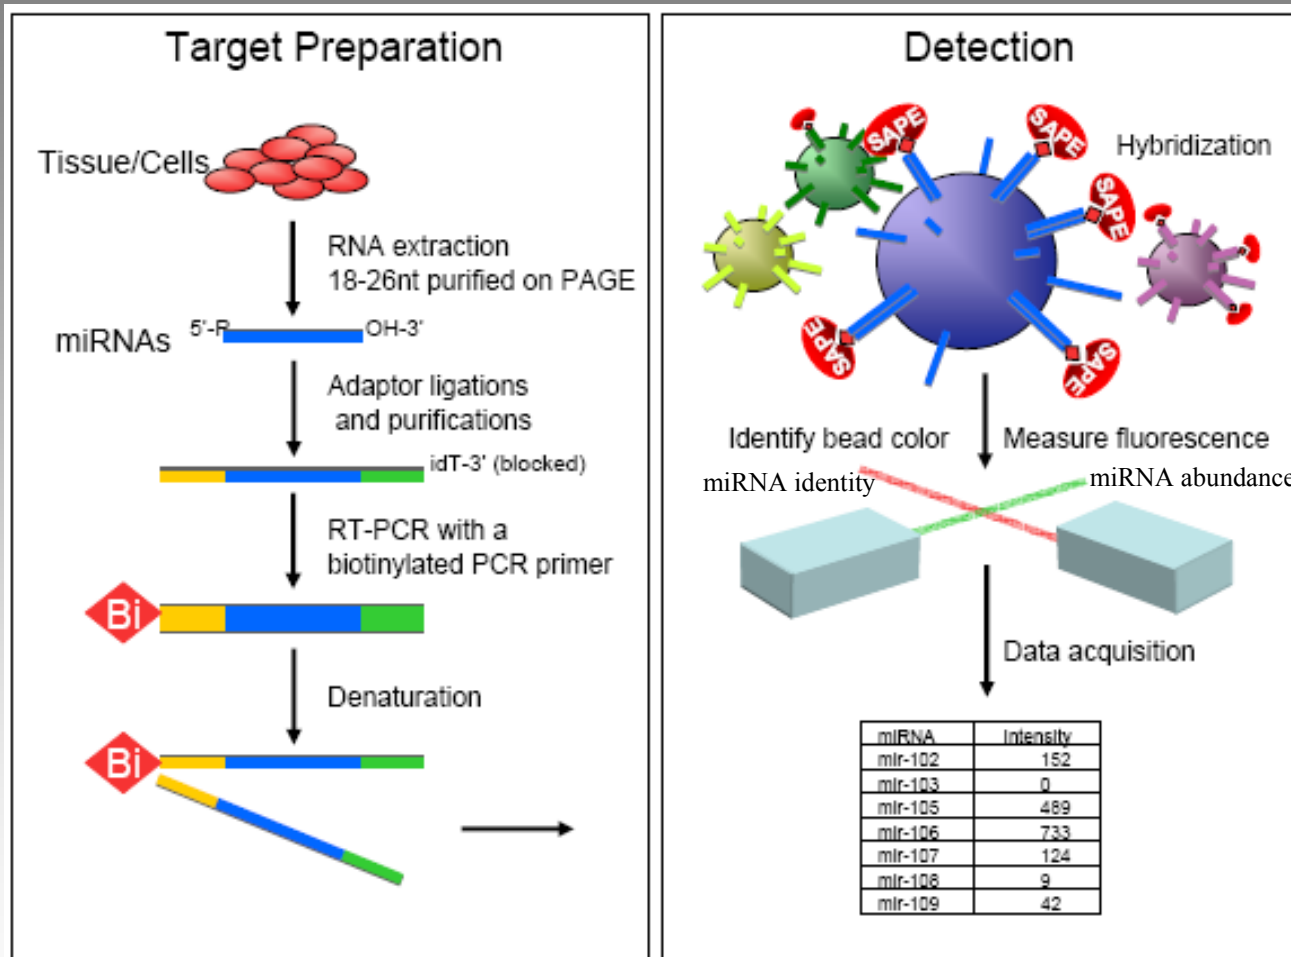 Target Preparation
Tissue/Cells
RNA extraction
18-26nt purified on PAGE
5'-P
OH-3'
miRNAs
Adaptor ligations
and purifications
idT-3' (blocked)
RT-PCR with a
biotinylated PCR primer
Bi
Denaturation
Bi
Detection
SAPE
SAPE
Hybridization
SAPE
SAPE
SAPE
Identify bead color
Measure fluorescence
miRNA identity
miRNA abundance
Data acquisition
miRNA Intensity
mir-102 152
mir-103 0
mir-105 489
mir-106 733
mir-107 124
mir-108 9
mir-109 42